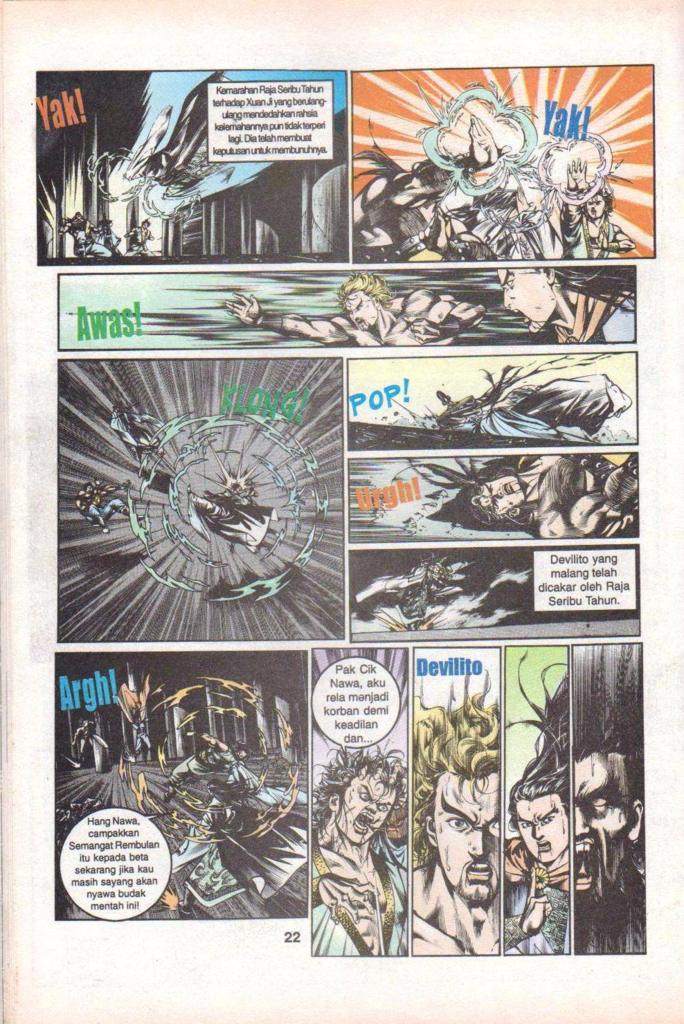 Yak!
Kemarahan Raja Seribu Tahun
terhadap Xuan Ji yang berulang-
ulang mendedahkan rahsia
kelemahannya pun tidak terperi
lagi. Dia telah membuat
keputusan untuk membunuhnya.
Yak!
Awas!
KLONG!
POP!
Urgh!
Devilito yang
malang telah
dicakar oleh Raja
Seribu Tahun.
Argh!
Hang Nawa,
campakkan
Semangat Rembulan
itu kepada beta
sekarang jika kau
masih sayang akan
nyawa budak
mentah ini!
Pak Cik
Nawa, aku
rela menjadi
korban demi
keadilan
dan...
Devilito
22